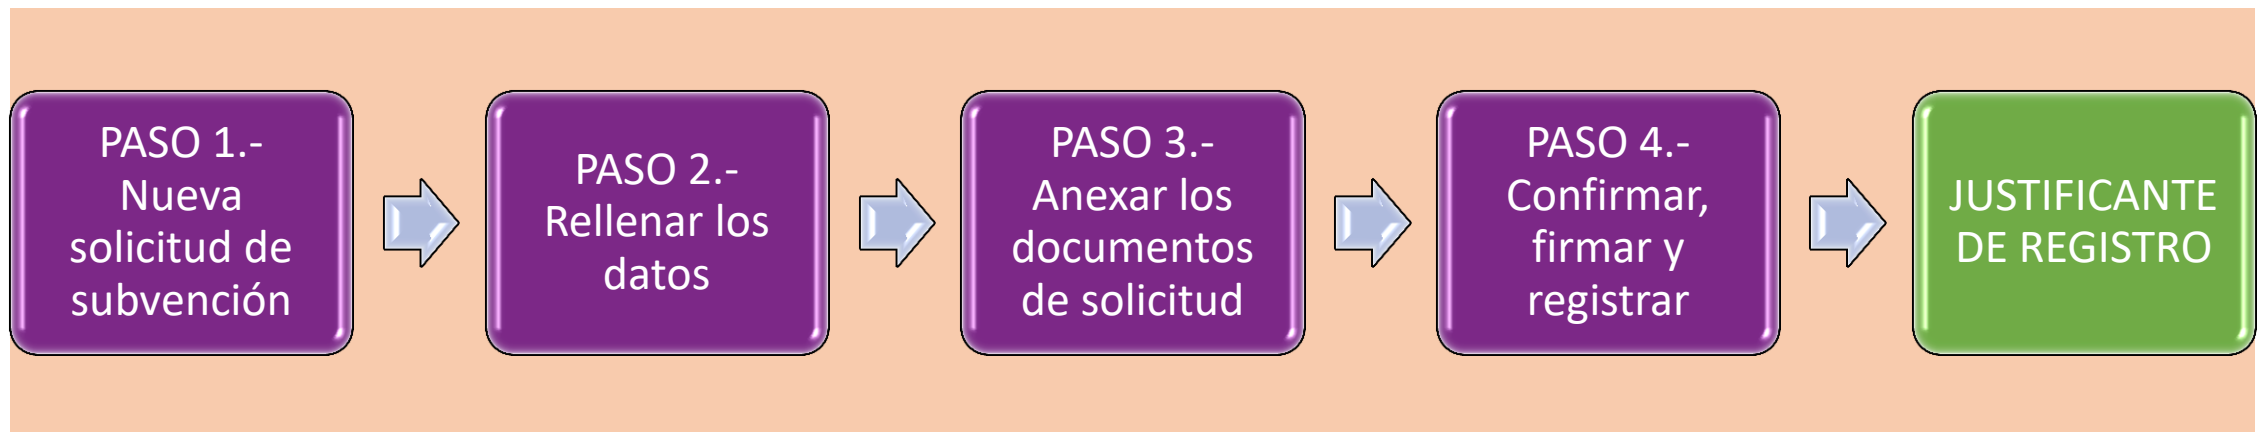 PASO 1.-
Nueva
solicitud de
subvención
PASO 2.-
Rellenar los
datos
PASO 3.-
Anexar los
documentos
de solicitud
PASO 4.-
Confirmar,
firmar y
registrar
JUSTIFICANTE
DE REGISTRO